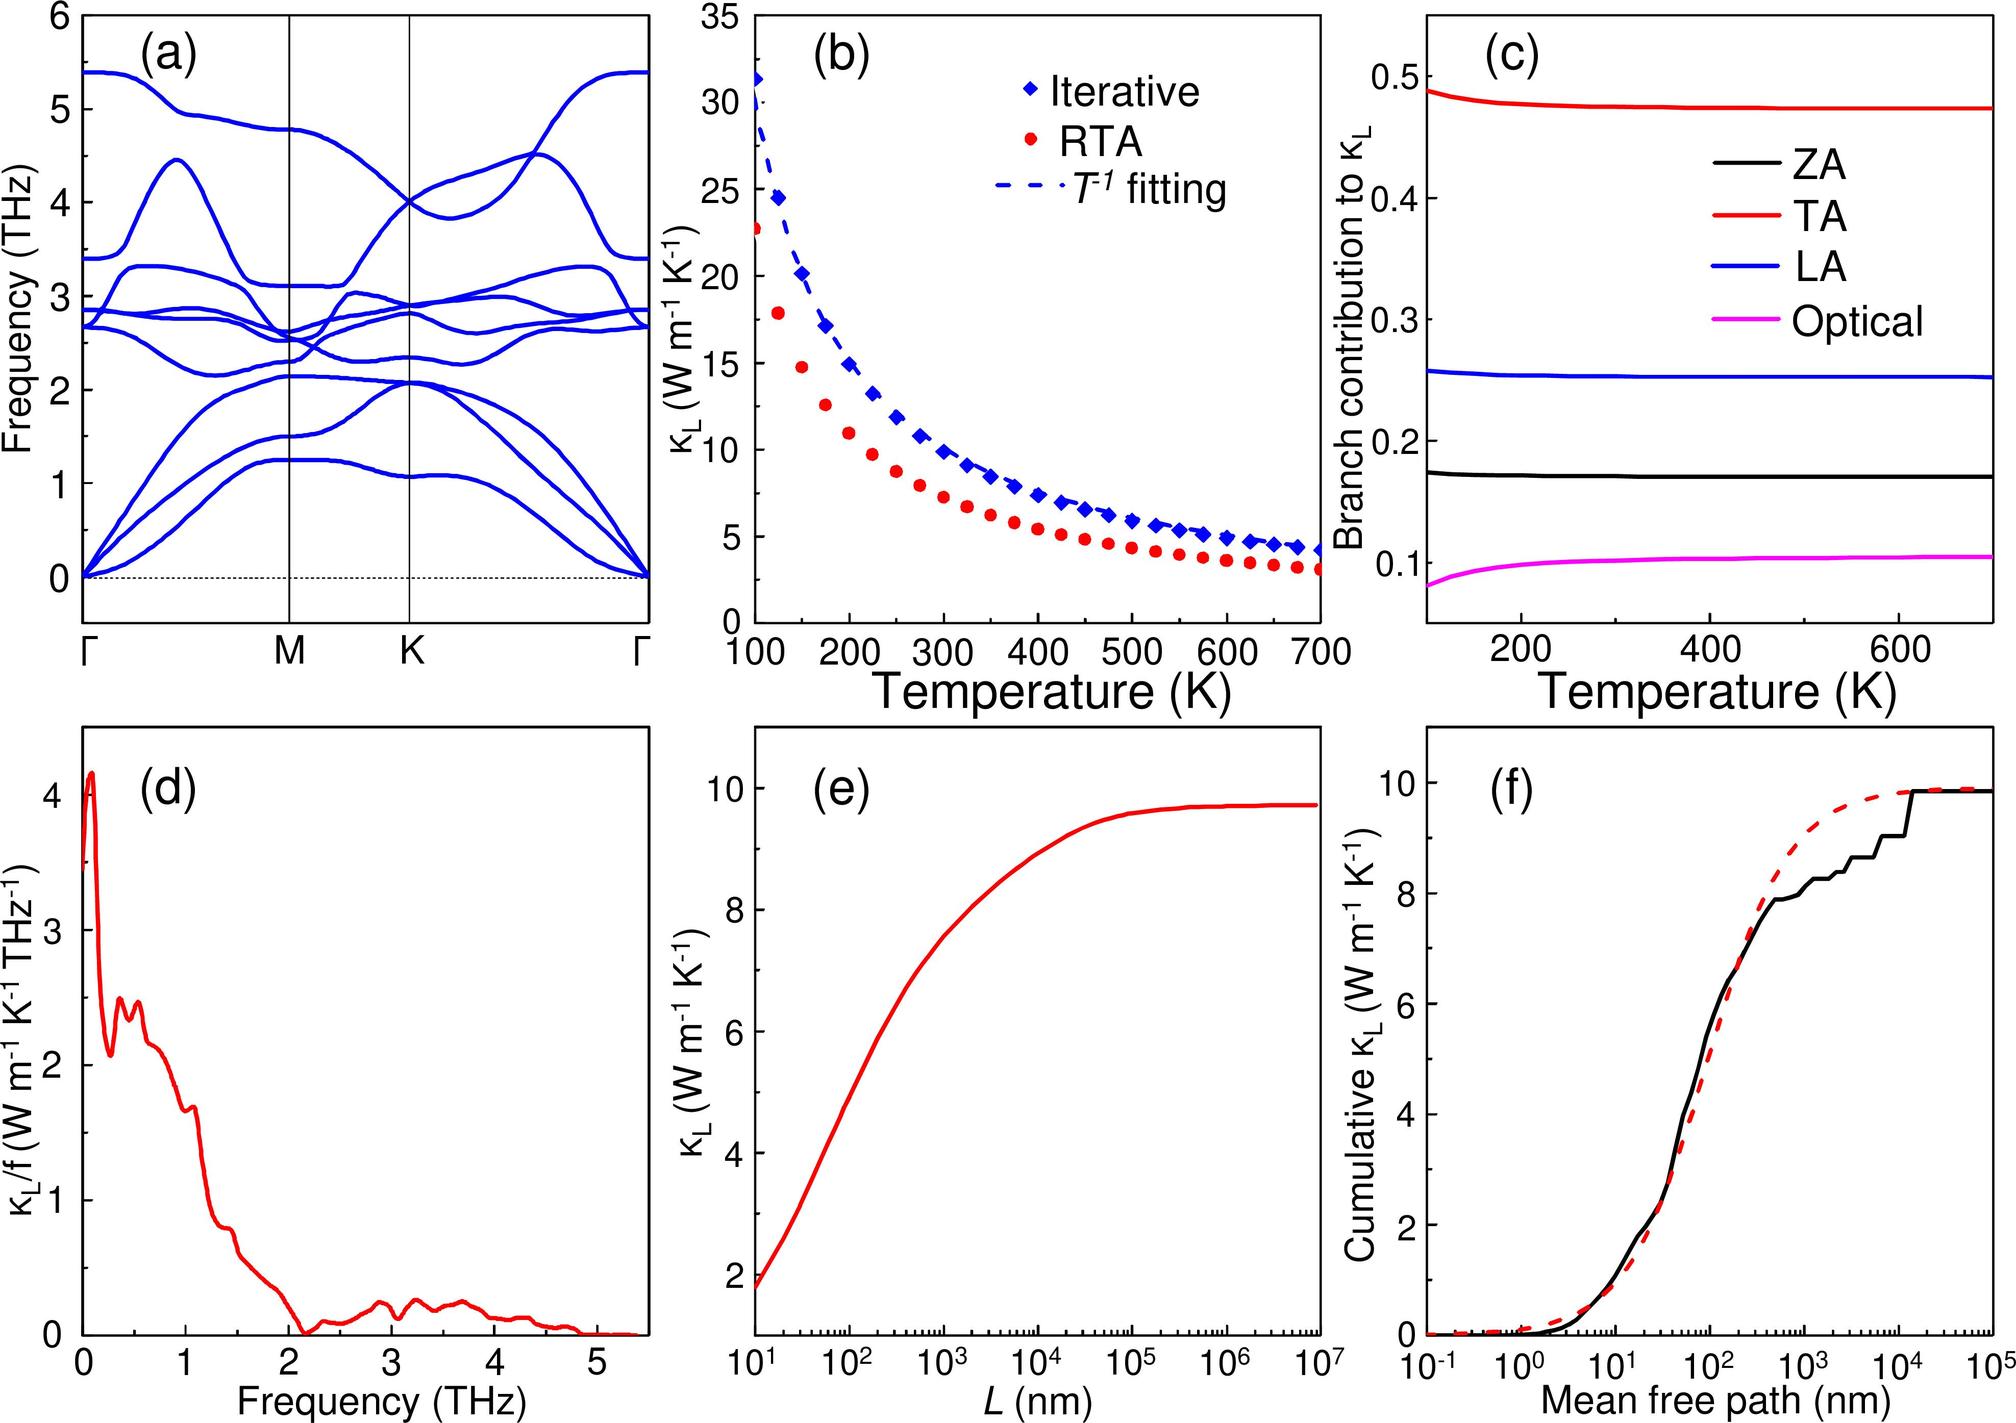 (a)
Frequency (THz)
6
5
4
3
2
1
0
Γ M K Γ
(b)
κL (W m-1 K-1)
35
30
25
20
15
10
5
0
Iterative
RTA
T-1 fitting
100 200 300 400 500 600 700
Temperature (K)
(c)
Branch contribution to κL
0.5
0.4
0.3
0.2
0.1
ZA
TA
LA
Optical
200 400 600
Temperature (K)
(d)
κL/f (W m-1 K-1 THz-1)
4
3
2
1
0
0 1 2 3 4 5
Frequency (THz)
(e)
κL (W m-1 K-1)
10
8
6
4
2
10¹ 10² 10³ 10⁴ 10⁵ 10⁶ 10⁷
L (nm)
(f)
Cumulative κL (W m-1 K-1)
10
8
6
4
2
0
10-1 10⁰ 10¹ 10² 10³ 10⁴ 10⁵
Mean free path (nm)